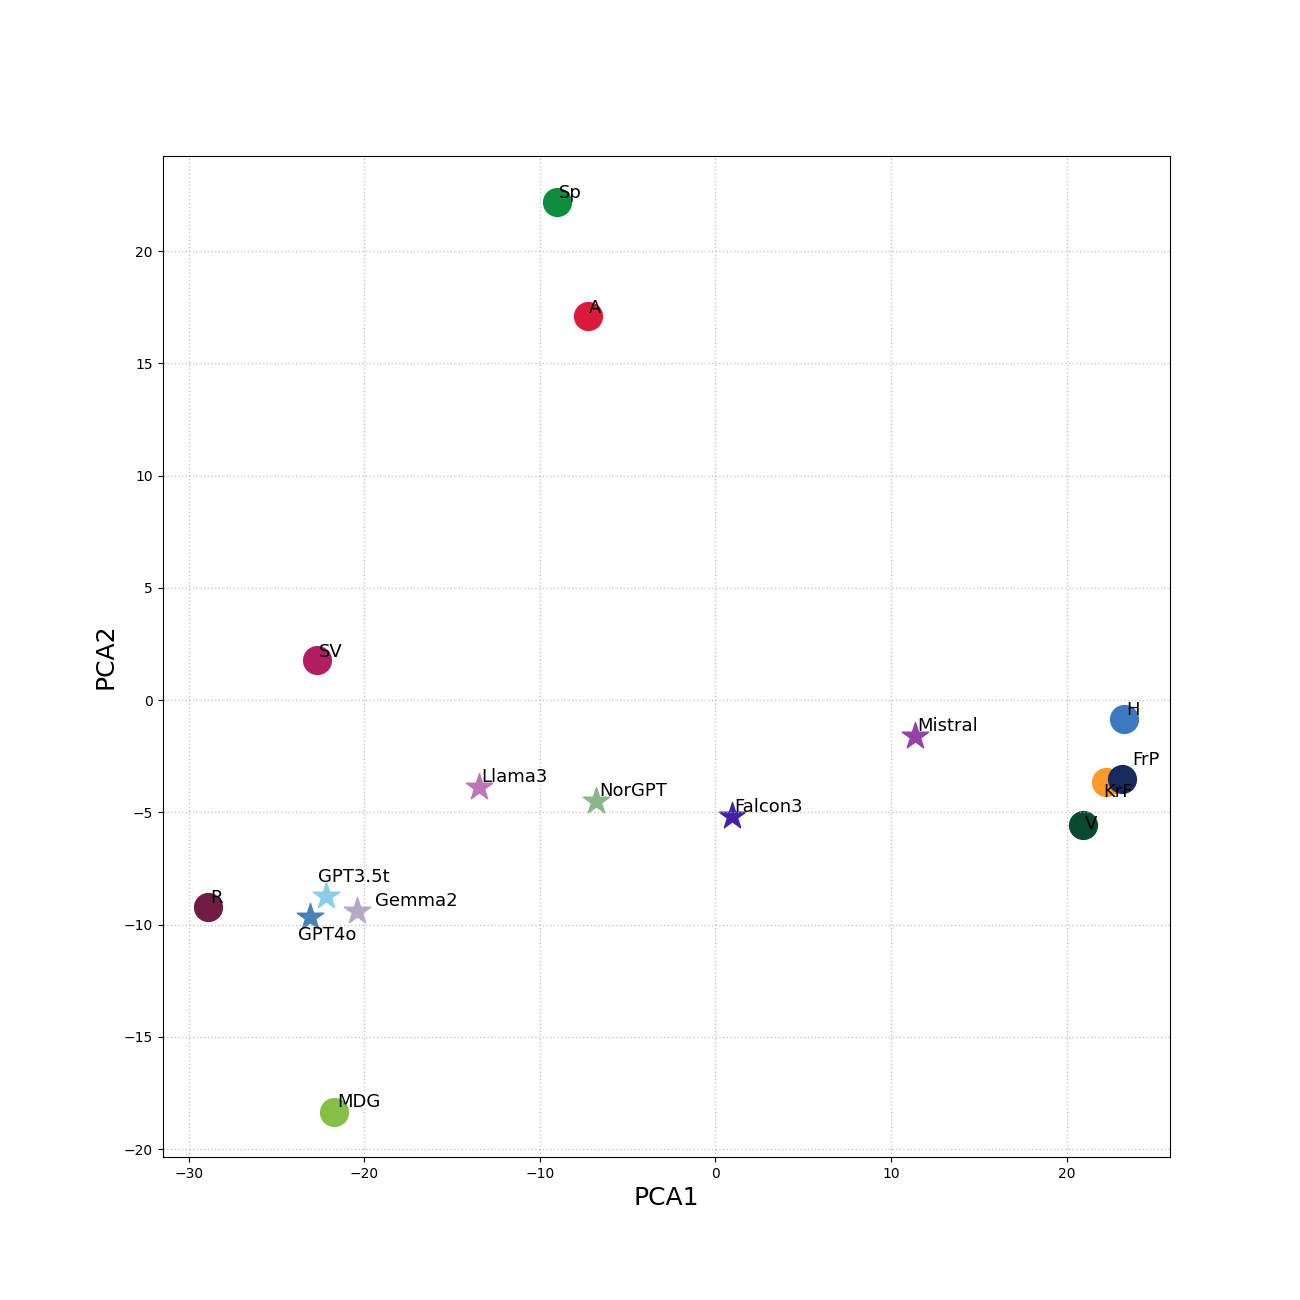 Sp
20
A
15
10
5
SV
0
H
Mistral
FrP
Llama3
NorGPT
KrF
−5
Falcon3
V
GPT3.5t
R
Gemma2
−10
GPT4o
−15
MDG
−20
−30
−20
−10
0
10
20
PCA1
PCA2